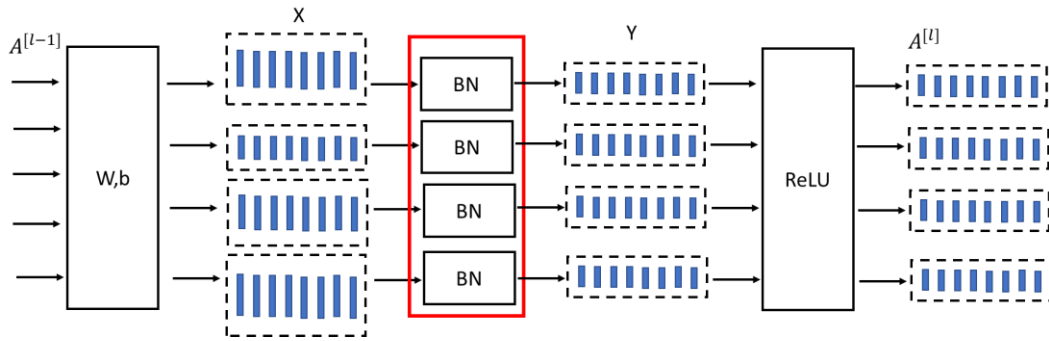 A^{[l−1]}
X
Y
A^{[l]}
W,b
BN
BN
BN
BN
ReLU